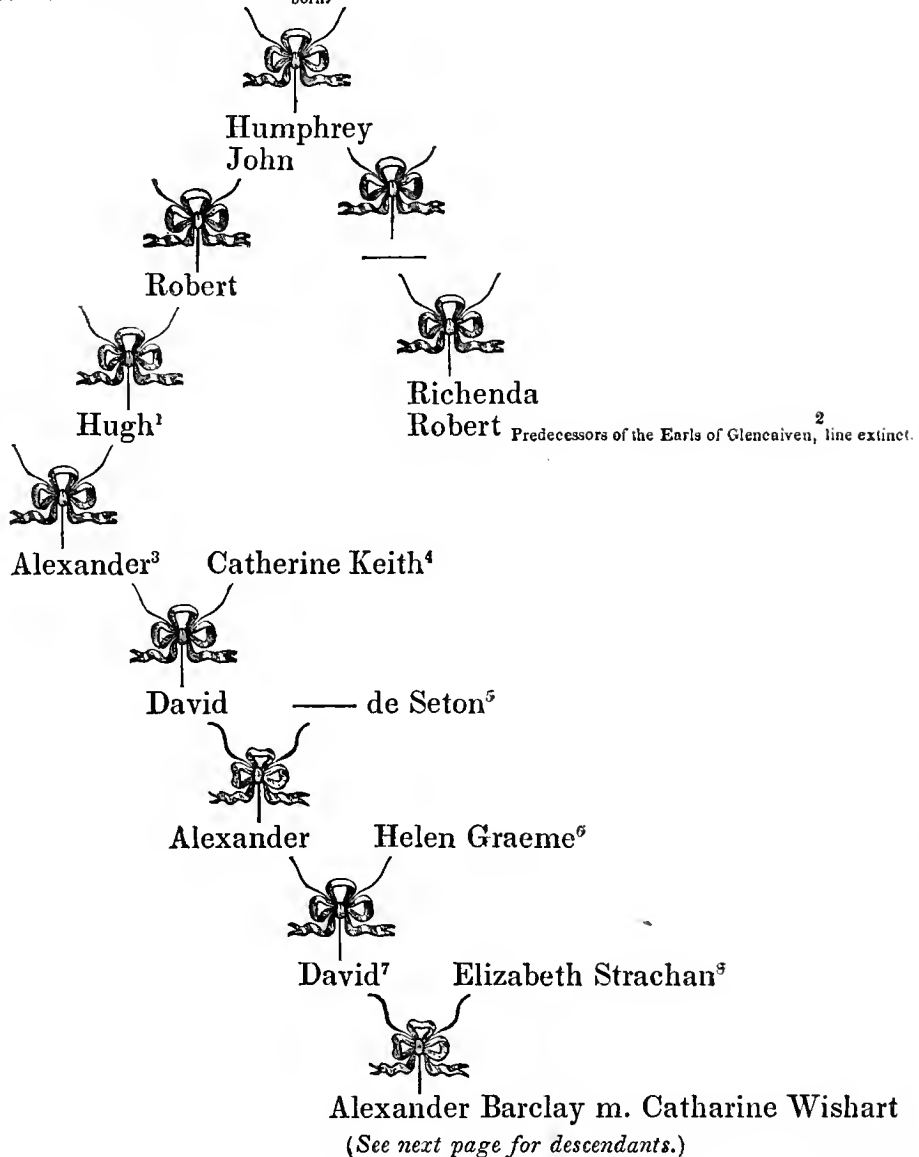 Humphrey
John
Robert
Richenda
Hugh¹
Robert Predecessors of the Earls of Glencaiven,² line extinct.
Alexander³ Catherine Keith⁴
David —— de Seton⁵
Alexander Helen Graeme⁶
David⁷ Elizabeth Strachan⁸
Alexander Barclay m. Catharine Wishart
(See next page for descendants.)